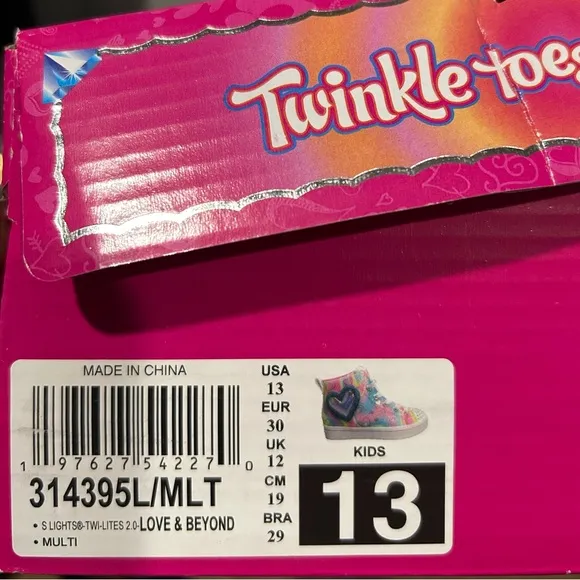 Twinkle toes
MADE IN CHINA
1 97627 54227 0
314395L/MLT
• S LIGHTS®-TWI-LITES 2.0-LOVE & BEYOND
• MULTI
USA
13
EUR
30
UK
12
CM
19
BRA
29
KIDS
13